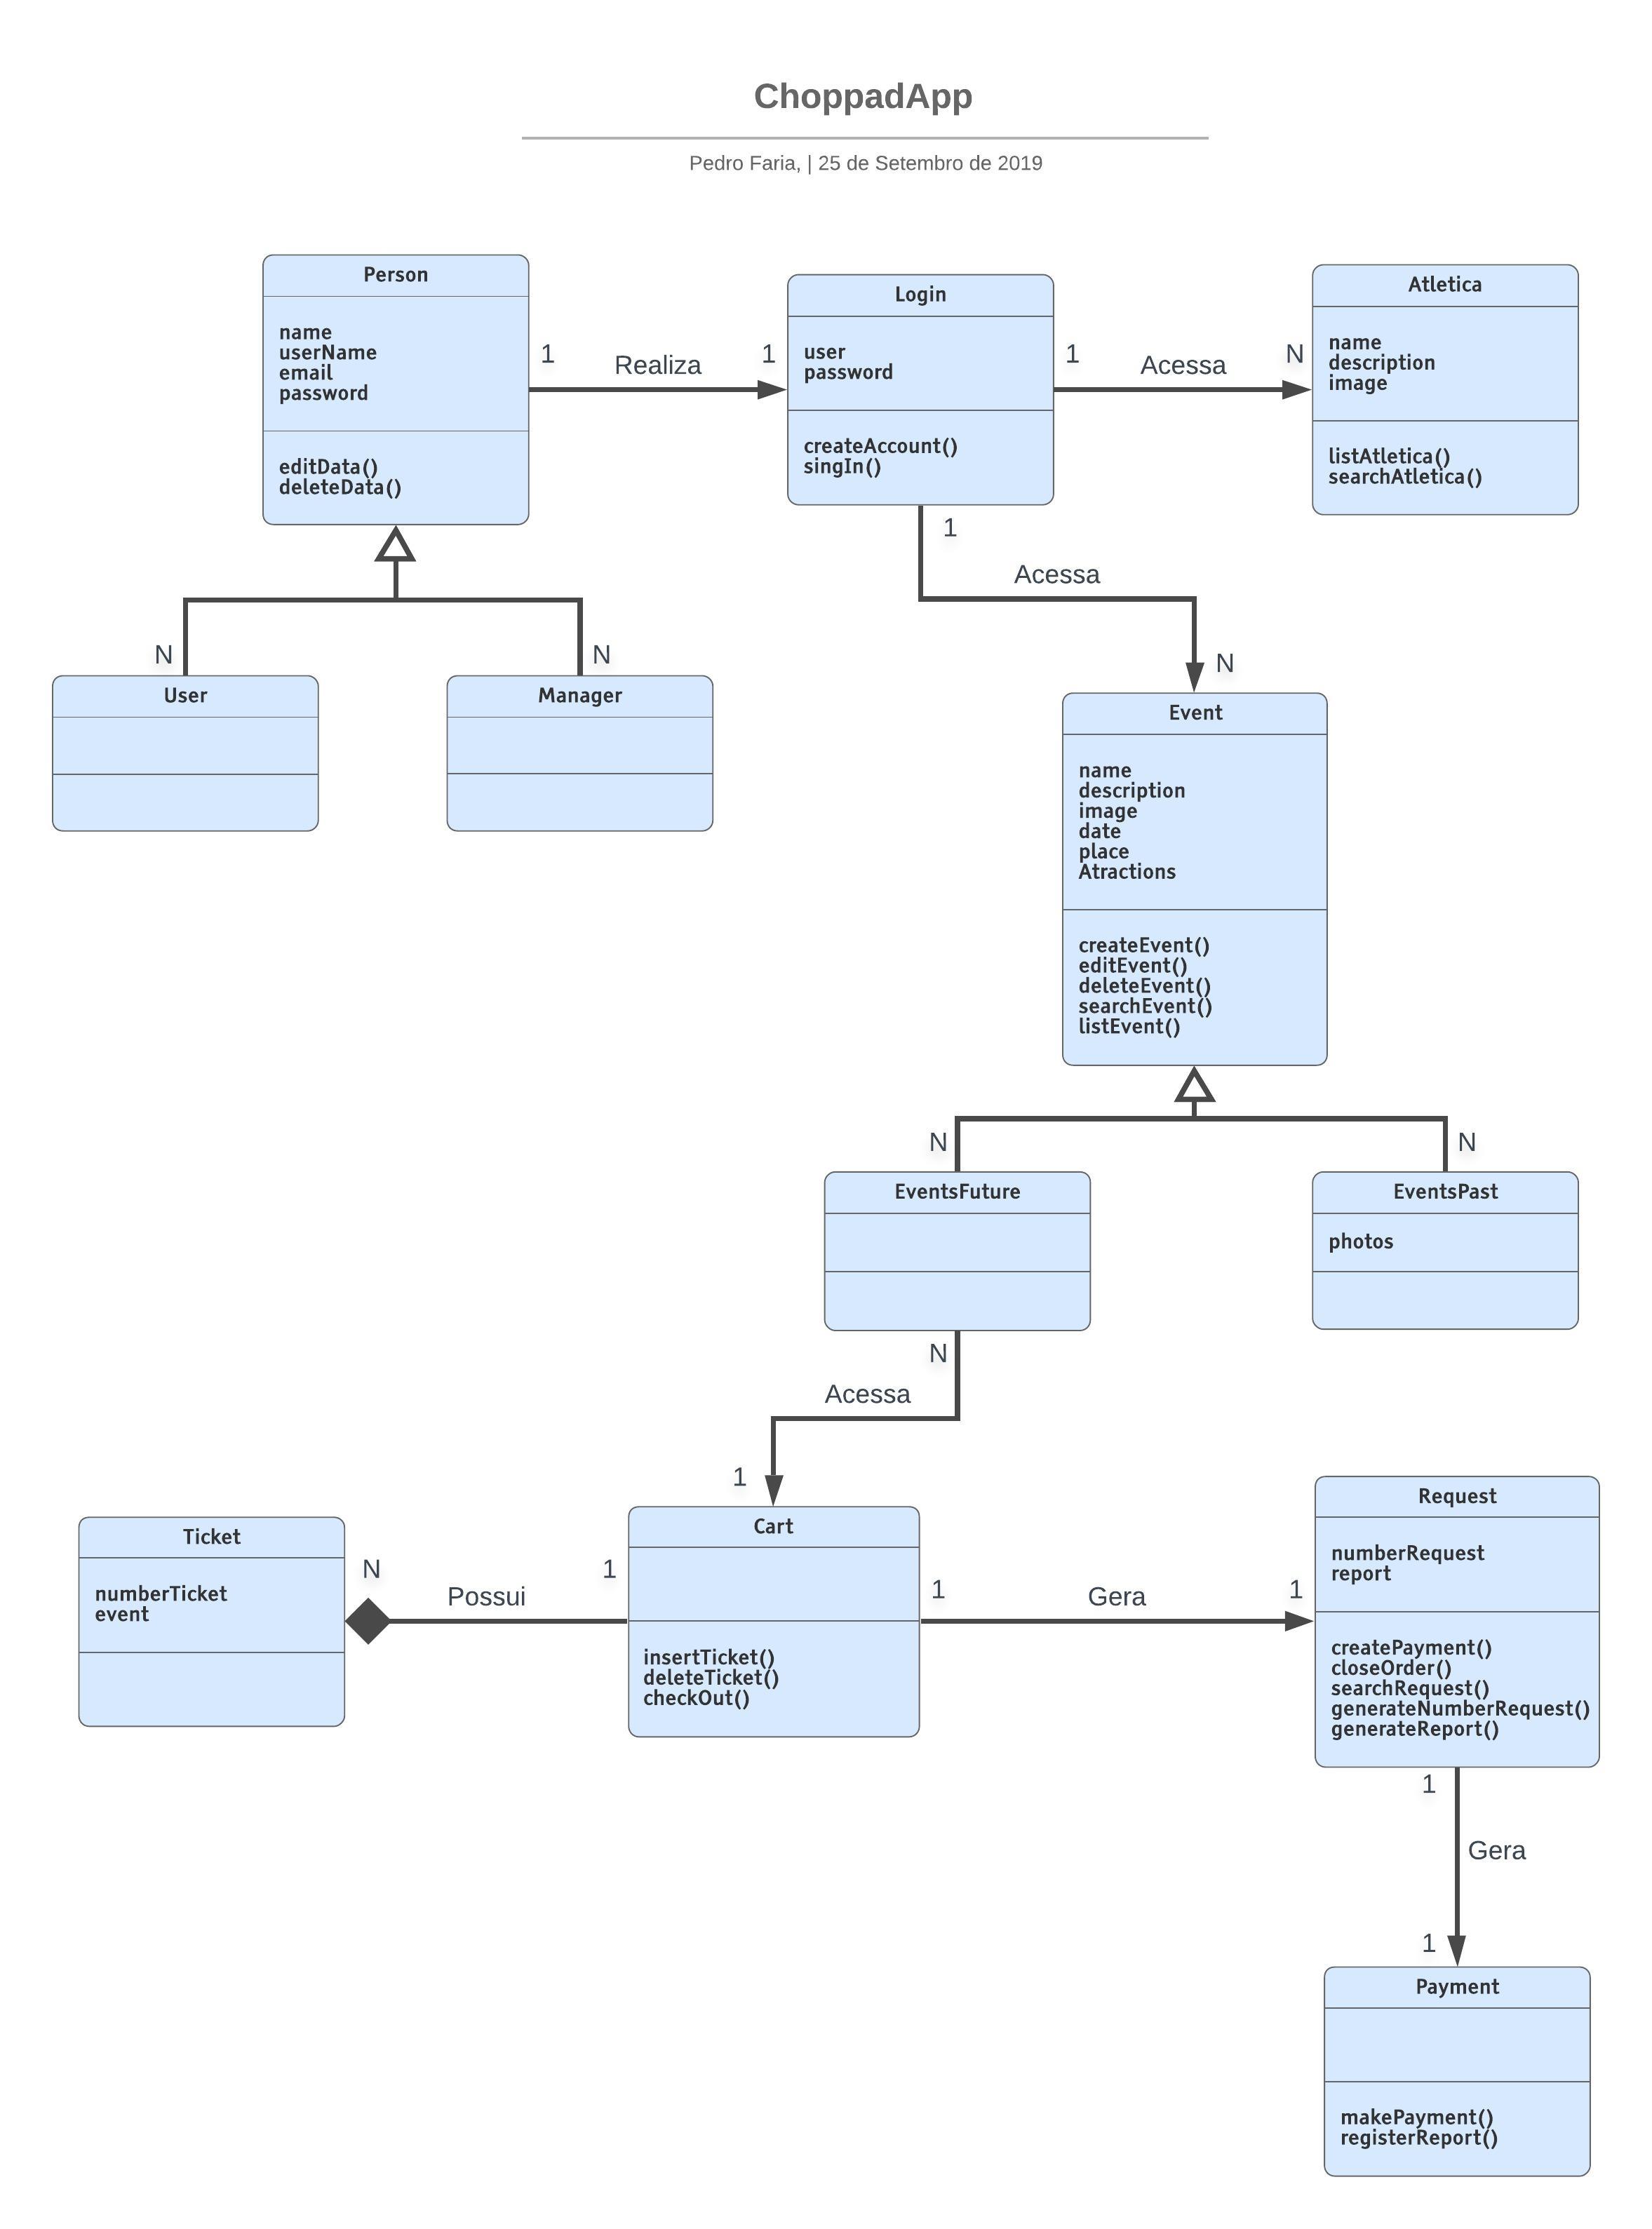 ChoppadApp
Pedro Faria, | 25 de Setembro de 2019
Person
name
userName
email
password
editData()
deleteData()
1
Realiza
1
Login
user
password
createAccount()
singIn()
1
Acessa
N
Atletica
name
description
image
listAtletica()
searchAtletica()
1
Acessa
N
N
N
User
Manager
Event
name
description
image
date
place
Atractions
createEvent()
editEvent()
deleteEvent()
searchEvent()
listEvent()
N
N
EventsFuture
EventsPast
photos
N
Acessa
1
Ticket
numberTicket
event
N
Possui
1
Cart
insertTicket()
deleteTicket()
checkOut()
1
Gera
1
Request
numberRequest
report
createPayment()
closeOrder()
searchRequest()
generateNumberRequest()
generateReport()
1
Gera
1
Payment
makePayment()
registerReport()